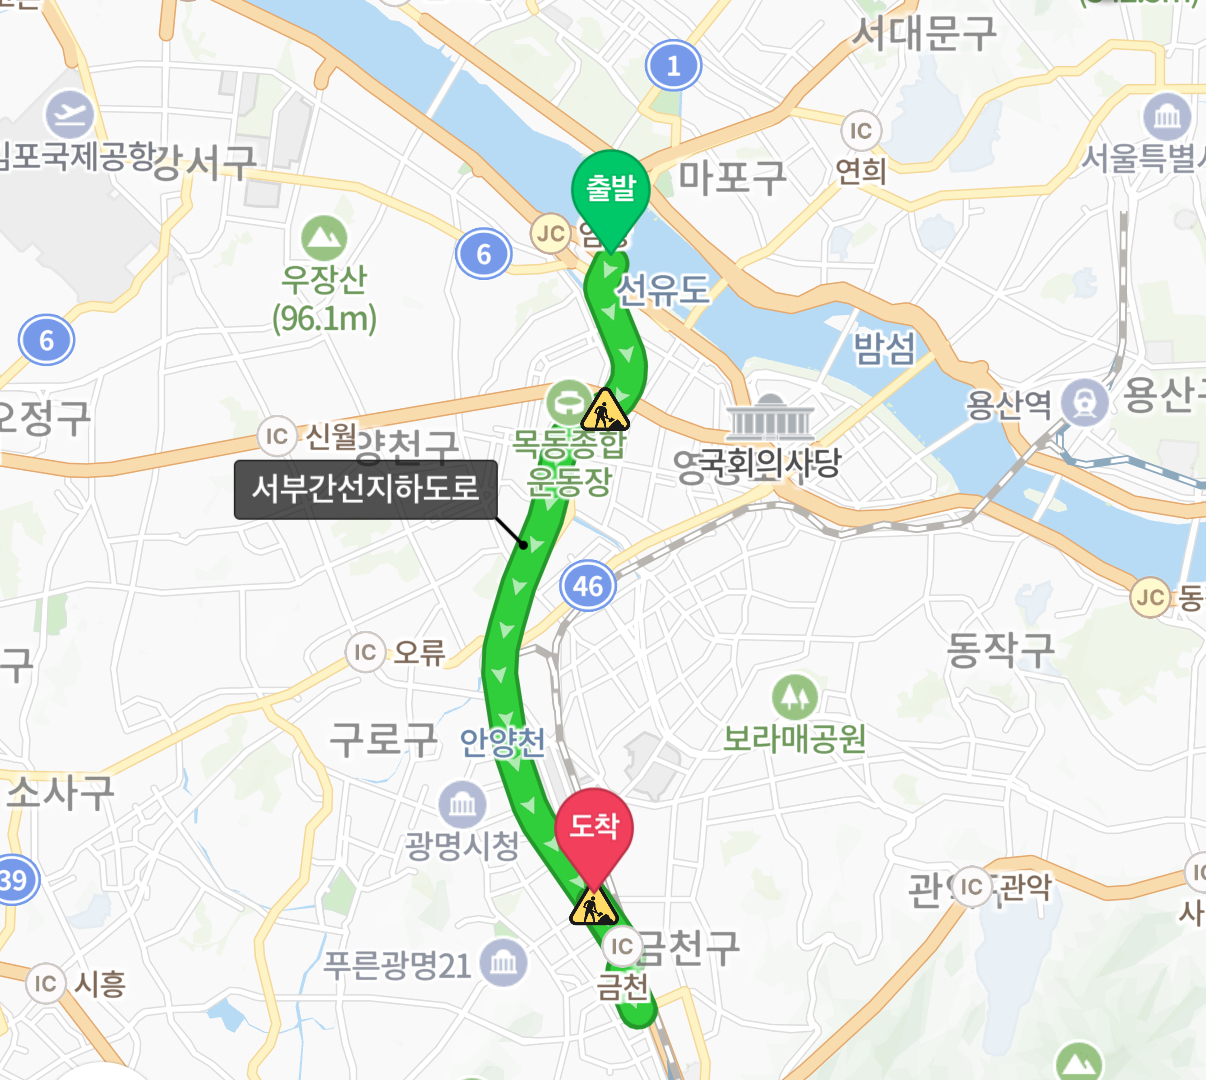 서대문구
1
IC
연희
서울특별시
김포국제공항
강서구
마포구
출발
JC
6
우장산
(96.1m)
선유도
6
밤섬
오정구
IC
신월
양천구
목동종합
운동장
국회의사당
용산역
용산구
서부간선지하도로
46
JC
IC
오류
동작구
구로구
안양천
보라매공원
소사구
광명시청
도착
39
IC
관악
IC
푸른광명21
IC
금천구
금천
IC
시흥